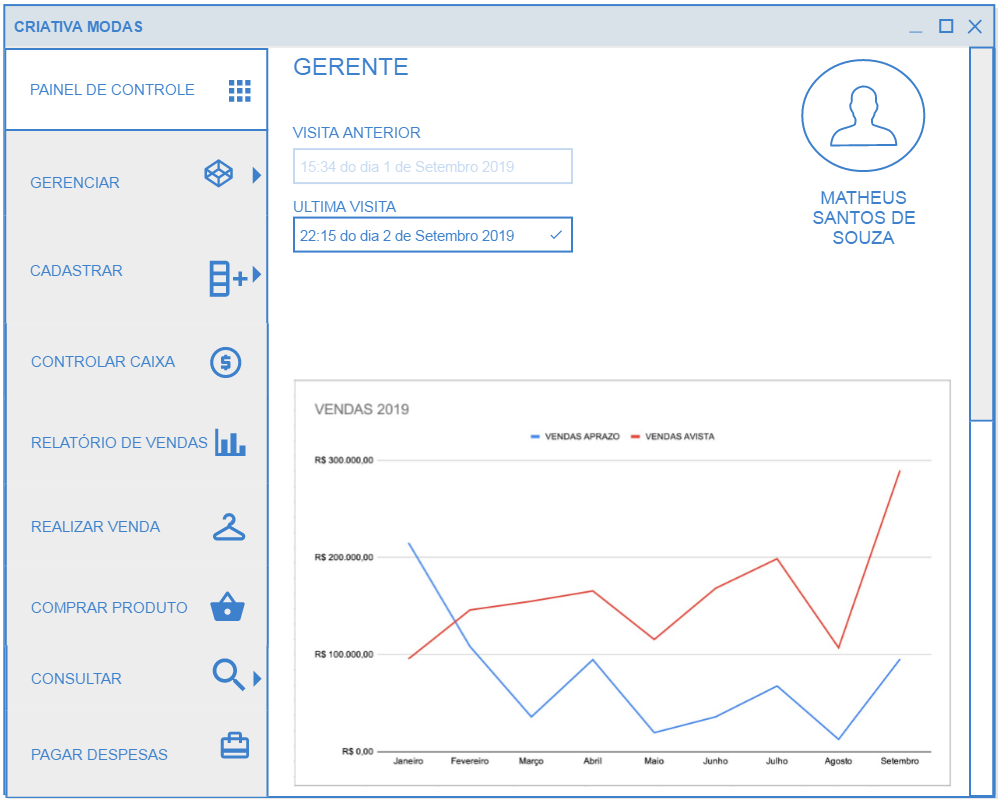 CRIATIVA MODAS
PAINEL DE CONTROLE
GERENCIAR
CADASTRAR
CONTROLAR CAIXA
RELATÓRIO DE VENDAS
REALIZAR VENDA
COMPRAR PRODUTO
CONSULTAR
PAGAR DESPESAS
GERENTE
VISITA ANTERIOR
15:34 do dia 1 de Setembro 2019
ULTIMA VISITA
22:15 do dia 2 de Setembro 2019
MATHEUS
SANTOS DE
SOUZA
VENDAS 2019
VENDAS APRAZO VENDAS AVISTA
R$ 300.000,00
R$ 200.000,00
R$ 100.000,00
R$ 0,00
Janeiro Fevereiro Março Abril Maio Junho Julho Agosto Setembro